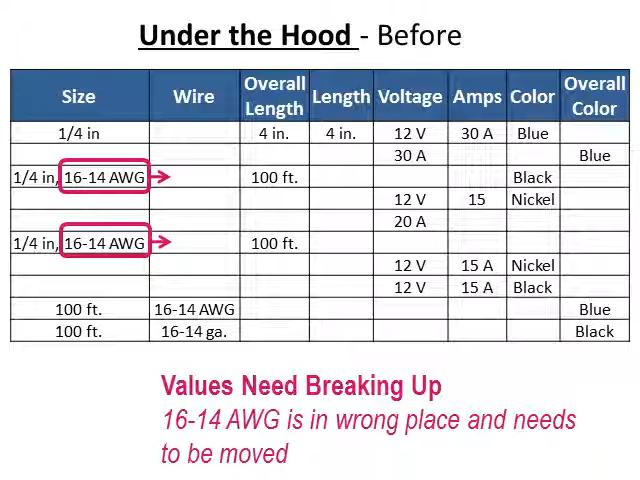 Under the Hood - Before
Size Wire Overall Length Length Voltage Amps Color Overall Color
1/4 in 4 in. 4 in. 12 V 30 A Blue
30 A Blue
1/4 in, 16-14 AWG 100 ft. Black
12 V 15 Nickel
20 A
1/4 in, 16-14 AWG 100 ft.
12 V 15 A Nickel
12 V 15 A Black
100 ft. 16-14 AWG Blue
100 ft. 16-14 ga. Black
Values Need Breaking Up
16-14 AWG is in wrong place and needs
to be moved